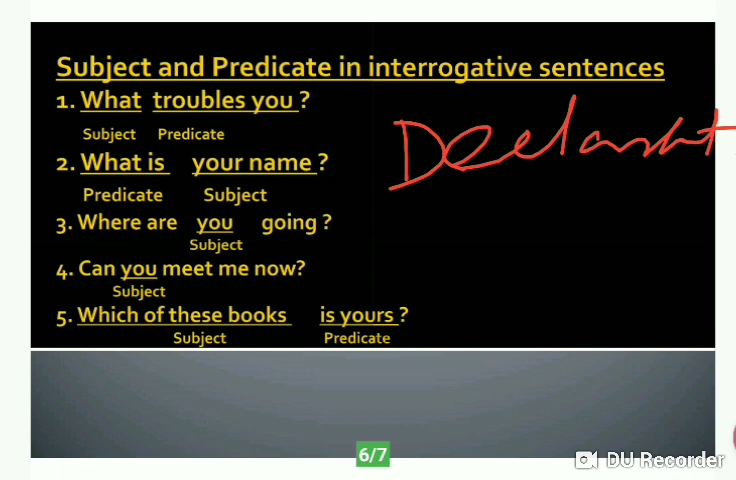 Subject and Predicate in interrogative sentences
1. What troubles you ?
Subject Predicate
2. What is your name ?
Predicate Subject
3. Where are you going ?
Subject
4. Can you meet me now?
Subject
5. Which of these books is yours ?
Subject Predicate
6/7
DU Recorder